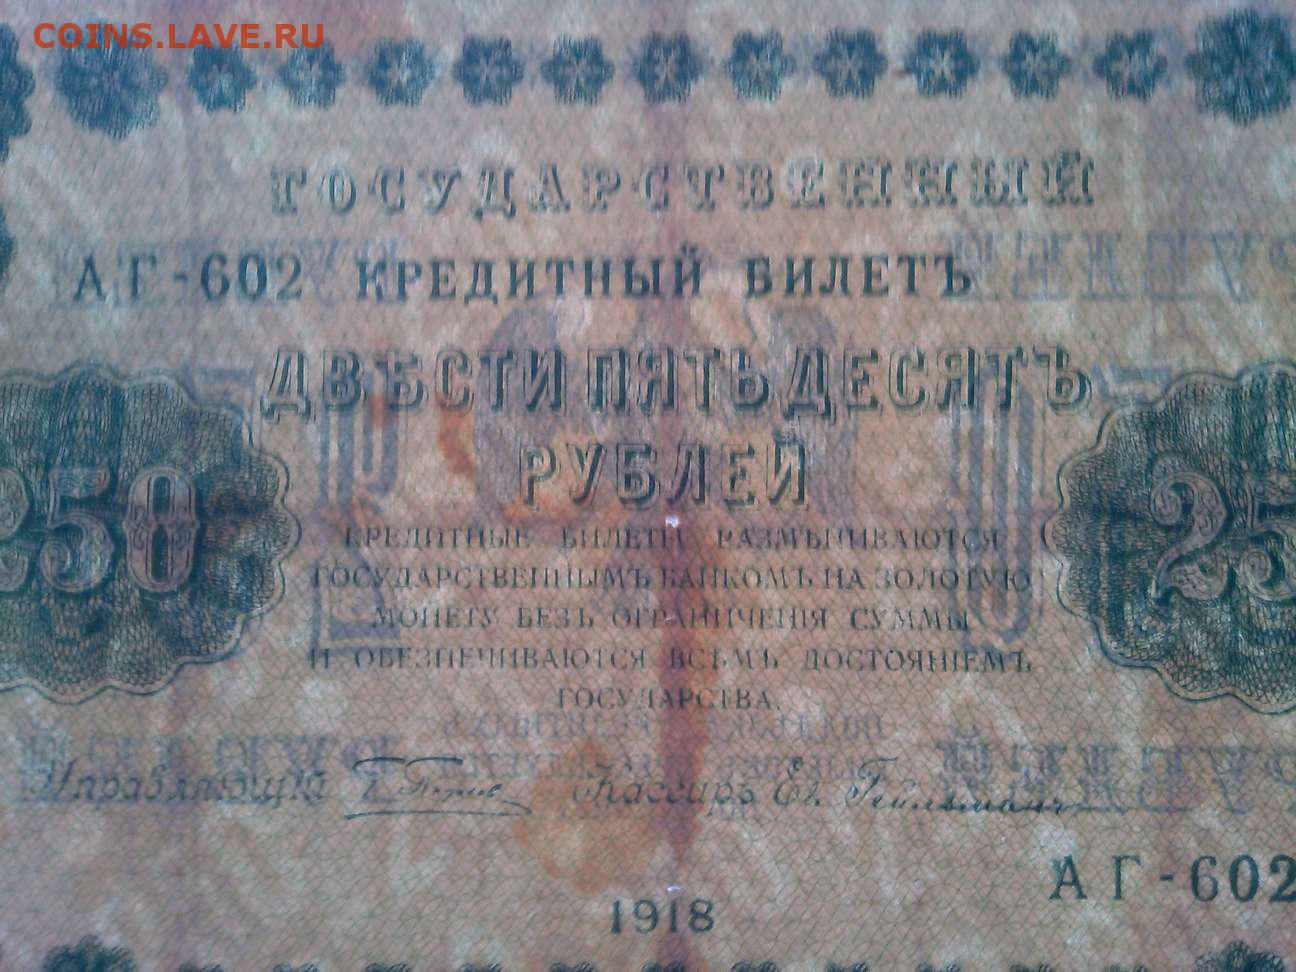 COINS.LAVE.RU
ГОСУДАРСТВЕННЫЙ
АГ-602 КРЕДИТНЫЙ БИЛЕТЪ
ДВѢСТИ ПЯТЬДЕСЯТЪ
РУБЛЕЙ
250
25
КРЕДИТНЫЕ БИЛЕТЫ РАЗМѢНИВАЮТСЯ
ГОСУДАРСТВЕННЫМЪ БАНКОМЪ НА ЗОЛОТУЮ
МОНЕТУ БЕЗЪ ОГРАНИЧЕНІЯ СУММЫ
И ОБЕЗПЕЧИВАЮТСЯ ВСѢМЪ ДОСТОЯНІЕМЪ
ГОСУДАРСТВА.
Управляющій Кассиръ
АГ-602
1918